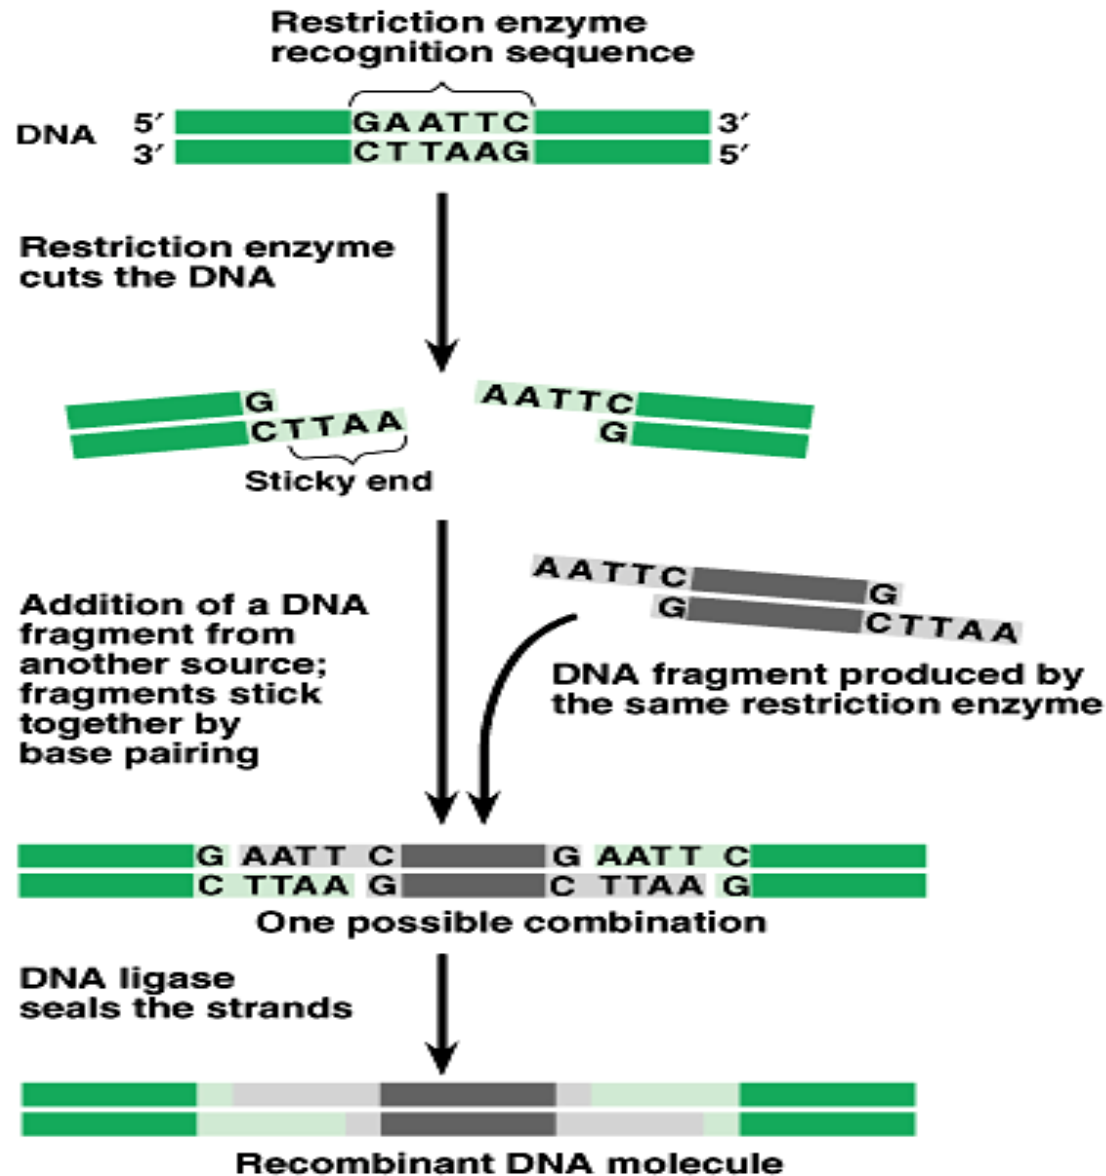 Restriction enzyme
recognition sequence
DNA
5′ GAATTC 3′
3′ CTTAAG 5′
Restriction enzyme
cuts the DNA
G AATTC
CTTAA G
Sticky end
AATTC G
G CTTAA
Addition of a DNA
fragment from
another source;
fragments stick
together by
base pairing
DNA fragment produced by
the same restriction enzyme
G AATT C G AATT C
C TTAA G C TTAA G
One possible combination
DNA ligase
seals the strands
Recombinant DNA molecule